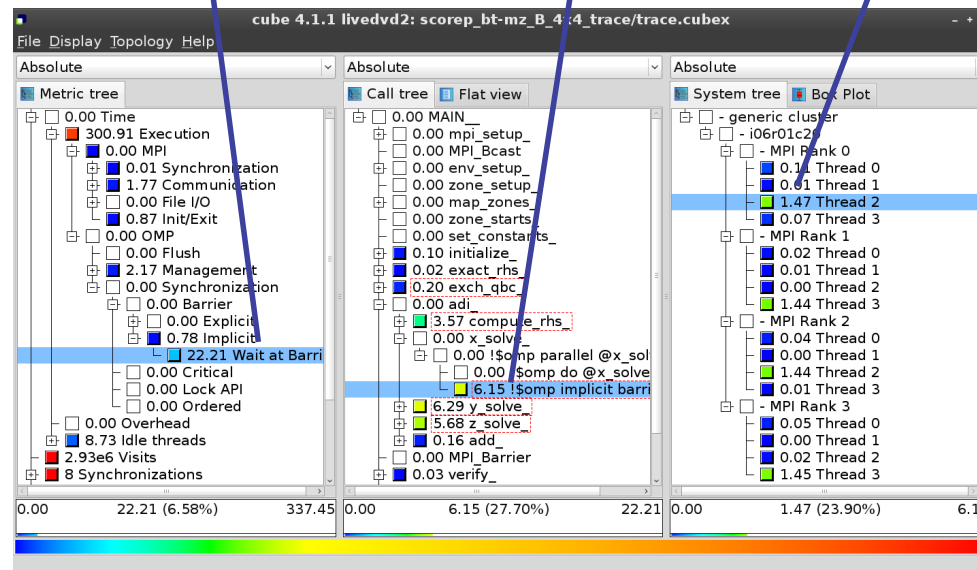 cube 4.1.1 livedvd2: scorep_bt-mz_B_4x4_trace/trace.cubex
File Display Topology Help
Absolute
Metric tree
0.00 Time
300.91 Execution
0.00 MPI
0.01 Synchronization
1.77 Communication
0.00 File I/O
0.87 Init/Exit
0.00 OMP
0.00 Flush
2.17 Management
0.00 Synchronization
0.00 Barrier
0.00 Explicit
0.78 Implicit
22.21 Wait at Barri
0.00 Critical
0.00 Lock API
0.00 Ordered
0.00 Overhead
8.73 Idle threads
2.93e6 Visits
8 Synchronizations
0.00 22.21 (6.58%) 337.45
Absolute
Call tree Flat view
0.00 MAIN__
0.00 mpi_setup_
0.00 MPI_Bcast
0.00 env_setup_
0.00 zone_setup_
0.00 map_zones_
0.00 zone_starts_
0.00 set_constants_
0.10 initialize_
0.02 exact_rhs_
0.20 exch_qbc_
0.00 adi_
3.57 compute_rhs_
0.00 x_solve_
0.00 !$omp parallel @x_sol
0.00 !$omp do @x_solve
6.15 !$omp implicit barri
6.29 y_solve_
5.68 z_solve_
0.16 add_
0.00 MPI_Barrier
0.03 verify_
0.00 6.15 (27.70%) 22.21
Absolute
System tree Box Plot
- generic cluster
- i06r01c20
- MPI Rank 0
0.11 Thread 0
0.01 Thread 1
1.47 Thread 2
0.07 Thread 3
- MPI Rank 1
0.02 Thread 0
0.01 Thread 1
0.00 Thread 2
1.44 Thread 3
- MPI Rank 2
0.04 Thread 0
0.00 Thread 1
1.44 Thread 2
0.01 Thread 3
- MPI Rank 3
0.05 Thread 0
0.00 Thread 1
0.02 Thread 2
1.45 Thread 3
0.00 1.47 (23.90%) 6.1